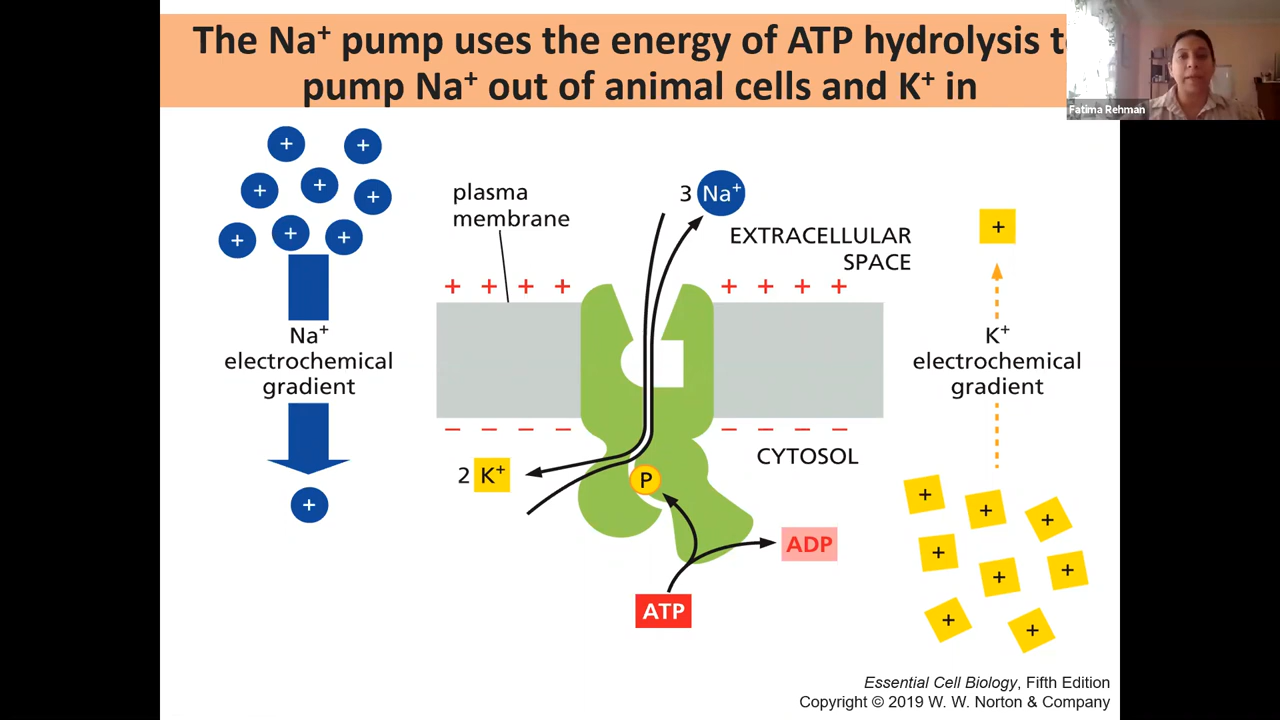 The Na⁺ pump uses the energy of ATP hydrolysis t
pump Na⁺ out of animal cells and K⁺ in
Fatima Rehman
+ +
+ + +
+ + +
Na⁺
electrochemical
gradient
+
plasma
membrane
3 Na⁺
EXTRACELLULAR
SPACE
+ + + + + + + +
− − − − − − − −
CYTOSOL
2 K⁺
P
ADP
ATP
+
K⁺
electrochemical
gradient
+ + +
+ + +
+ +
Essential Cell Biology, Fifth Edition
Copyright © 2019 W. W. Norton & Company